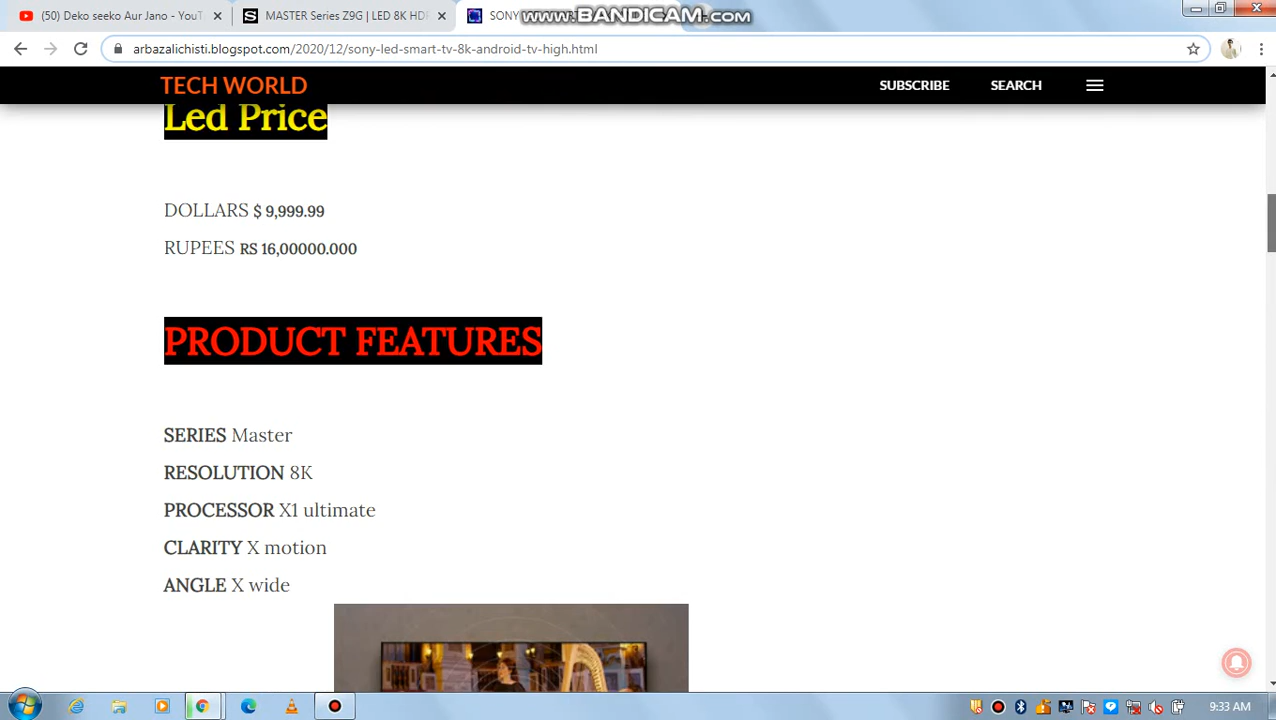 (50) Deko seeko Aur Jano - YouT
MASTER Series Z9G | LED 8K HDR
SONY
www.BANDICAM.com
arbazalichisti.blogspot.com/2020/12/sony-led-smart-tv-8k-android-tv-high.html
TECH WORLD
SUBSCRIBE
SEARCH
Led Price
DOLLARS $ 9,999.99
RUPEES RS 16,00000.000
PRODUCT FEATURES
SERIES Master
RESOLUTION 8K
PROCESSOR X1 ultimate
CLARITY X motion
ANGLE X wide
9:33 AM